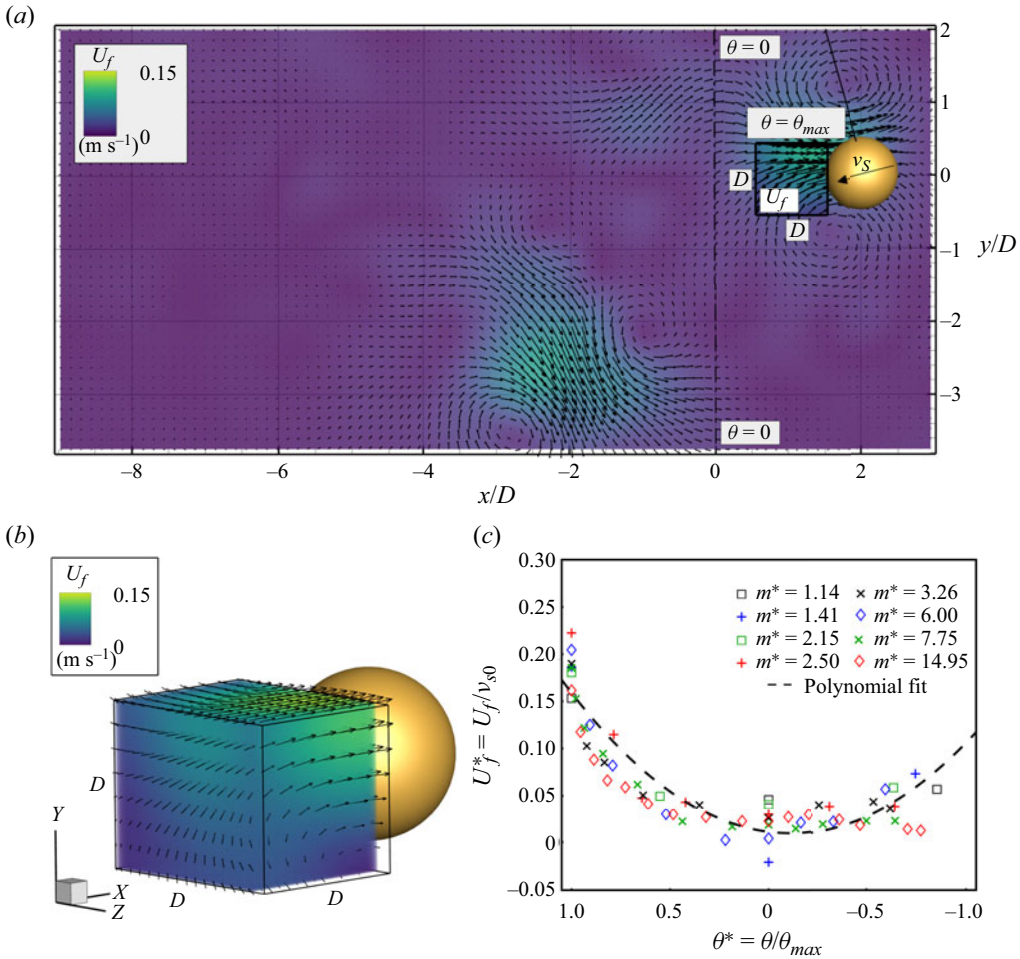 (a)
U_f
0.15
0
(m s⁻¹)
θ = 0
θ = θ_max
v_S
D
U_f
D
θ = 0
2
1
0
–1
–2
–3
y/D
–8
–6
–4
–2
0
2
x/D
(b)
U_f
0.15
0
(m s⁻¹)
D
D
D
Y
X
Z
(c)
0.30
0.25
0.20
0.15
0.10
0.05
0
–0.05
U*_f = U_f/v_s0
m* = 1.14
m* = 3.26
m* = 1.41
m* = 6.00
m* = 2.15
m* = 7.75
m* = 2.50
m* = 14.95
Polynomial fit
1.0
0.5
0
–0.5
–1.0
θ* = θ/θ_max